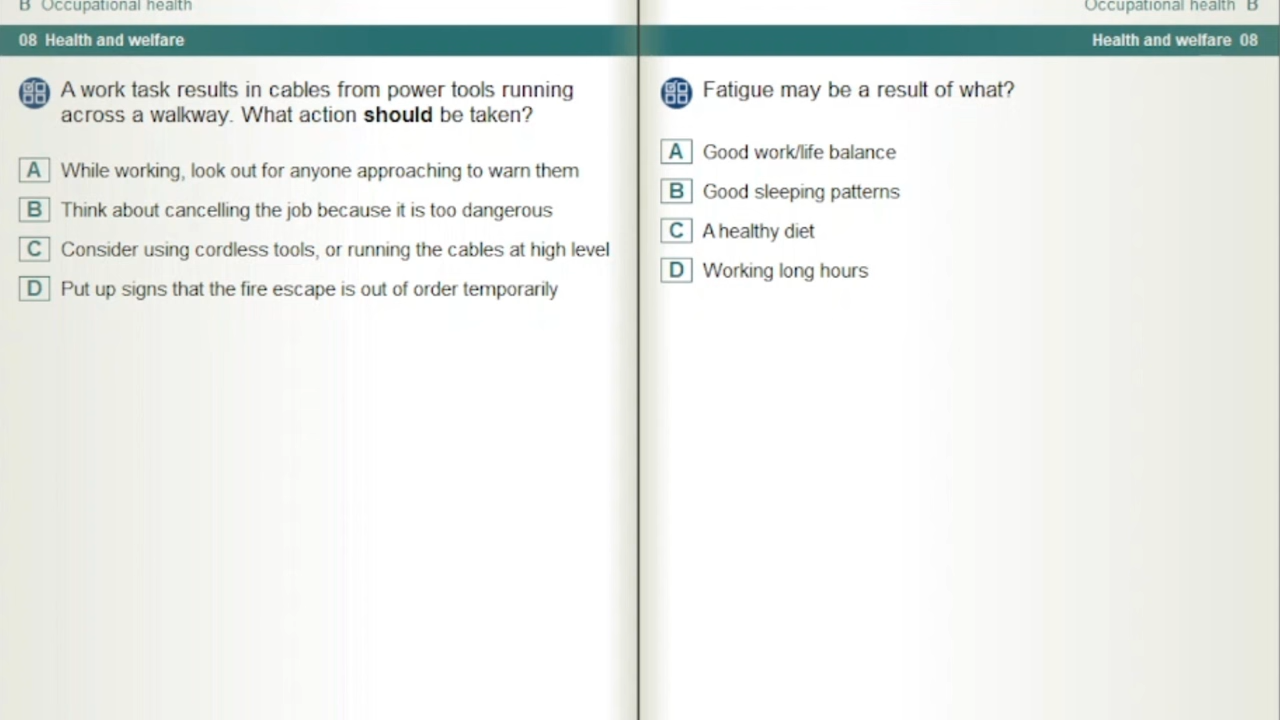 B Occupational health
08 Health and welfare
A work task results in cables from power tools running
across a walkway. What action should be taken?
A While working, look out for anyone approaching to warn them
B Think about cancelling the job because it is too dangerous
C Consider using cordless tools, or running the cables at high level
D Put up signs that the fire escape is out of order temporarily
Occupational health B
Health and welfare 08
Fatigue may be a result of what?
A Good work/life balance
B Good sleeping patterns
C A healthy diet
D Working long hours